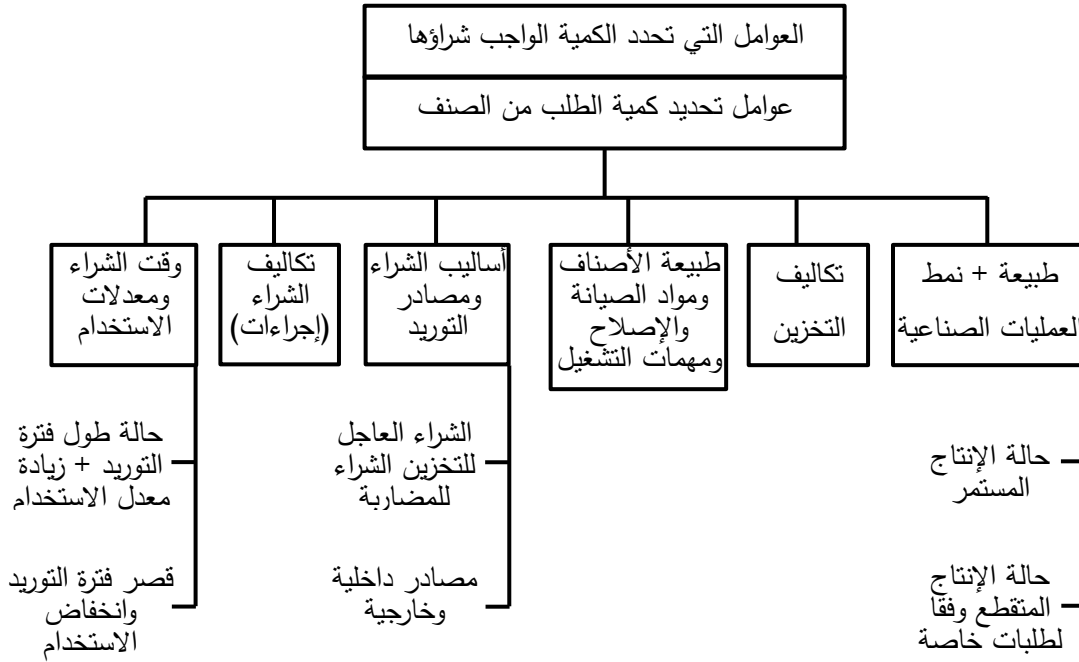 العوامل التي تحدد الكمية الواجب شراؤها
عوامل تحديد كمية الطلب من الصنف
طبيعة + نمط
العمليات الصناعية
تكاليف
التخزين
طبيعة الأصناف
ومواد الصيانة
والإصلاح
ومهمات التشغيل
أساليب الشراء
ومصادر
التوريد
تكاليف
الشراء
(إجراءات)
وقت الشراء
ومعدلات
الاستخدام
حالة الإنتاج
المستمر
حالة الإنتاج
المتقطع وفقا
لطلبات خاصة
الشراء العاجل
للتخزين الشراء
للمضاربة
مصادر داخلية
وخارجية
حالة طول فترة
التوريد + زيادة
معدل الاستخدام
قصر فترة التوريد
وانخفاض
الاستخدام